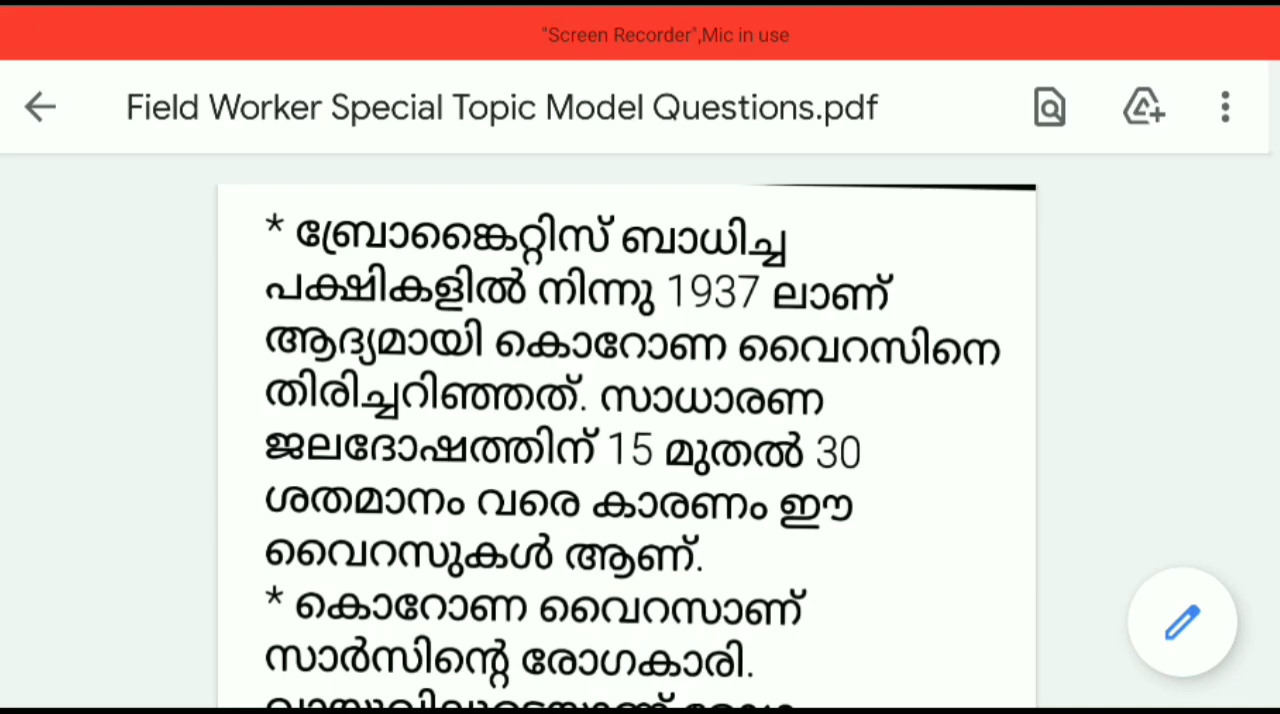 "Screen Recorder",Mic in use
Field Worker Special Topic Model Questions.pdf
* ബ്രോങ്കൈറ്റിസ് ബാധിച്ച
പക്ഷികളിൽ നിന്നു 1937 ലാണ്
ആദ്യമായി കൊറോണ വൈറസിനെ
തിരിച്ചറിഞ്ഞത്. സാധാരണ
ജലദോഷത്തിന് 15 മുതൽ 30
ശതമാനം വരെ കാരണം ഈ
വൈറസുകൾ ആണ്.
* കൊറോണ വൈറസാണ്
സാർസിന്റെ രോഗകാരി.